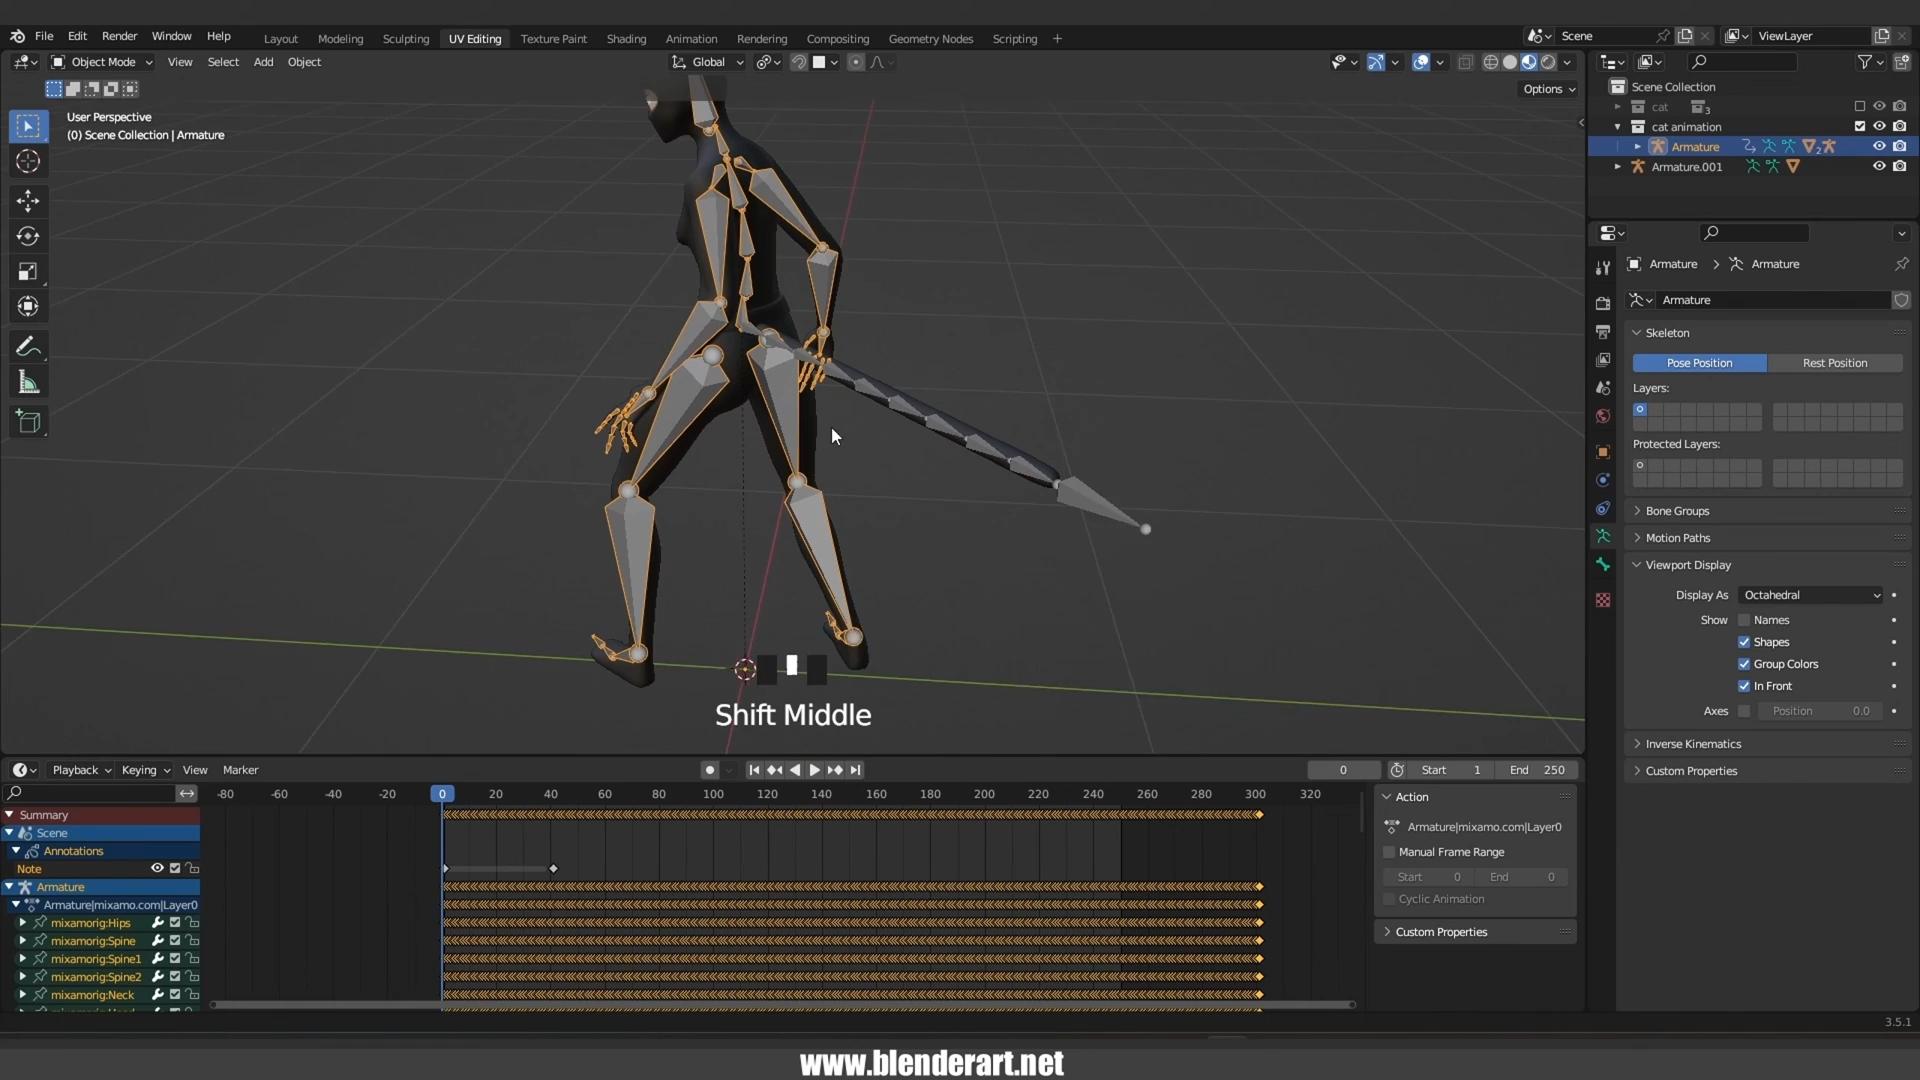 File Edit Render Window Help
Layout Modeling Sculpting UV Editing Texture Paint Shading Animation Rendering Compositing Geometry Nodes Scripting +
Scene
ViewLayer
Object Mode View Select Add Object
Global
Options
User Perspective
(0) Scene Collection | Armature
Scene Collection
cat 3
cat animation
Armature 2
Armature.001
Armature > Armature
Armature
Skeleton
Pose Position Rest Position
Layers:
Protected Layers:
Bone Groups
Motion Paths
Viewport Display
Display As Octahedral
Show Names
Shapes
Group Colors
In Front
Axes Position 0.0
Inverse Kinematics
Custom Properties
Shift Middle
Playback Keying View Marker
0 Start 1 End 250
-80 -60 -40 -20 0 20 40 60 80 100 120 140 160 180 200 220 240 260 280 300 320
Summary
Scene
Annotations
Note
Armature
Armature|mixamo.com|Layer0
mixamorig:Hips
mixamorig:Spine
mixamorig:Spine1
mixamorig:Spine2
mixamorig:Neck
Action
Armature|mixamo.com|Layer0
Manual Frame Range
Start 0 End 0
Cyclic Animation
Custom Properties
3.5.1
www.blenderart.net